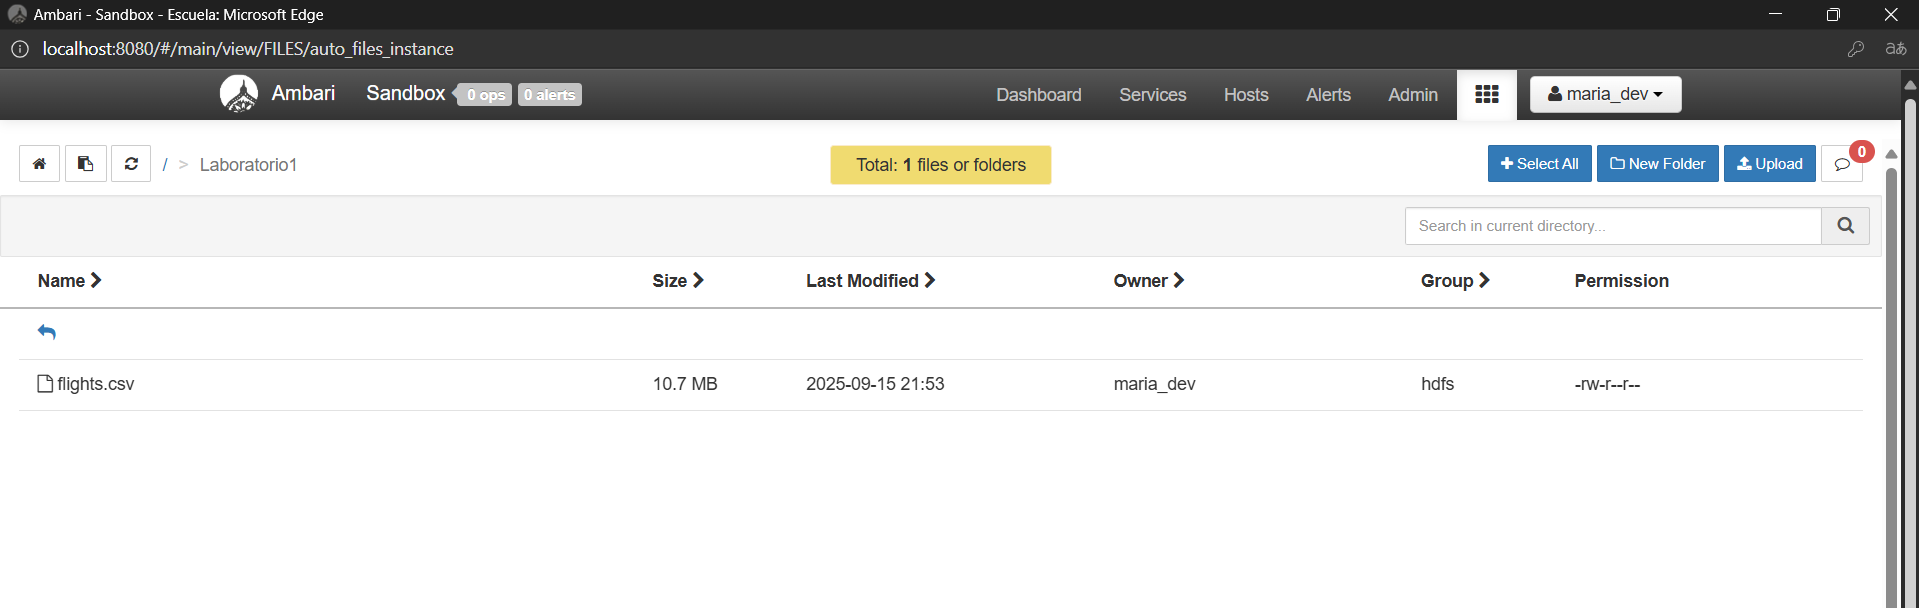 Ambari - Sandbox - Escuela: Microsoft Edge
localhost:8080/#/main/view/FILES/auto_files_instance
aあ
Ambari Sandbox 0 ops 0 alerts Dashboard Services Hosts Alerts Admin maria_dev
/ > Laboratorio1 Total: 1 files or folders Select All New Folder Upload 0
Search in current directory...
Name Size Last Modified Owner Group Permission
flights.csv 10.7 MB 2025-09-15 21:53 maria_dev hdfs -rw-r--r--